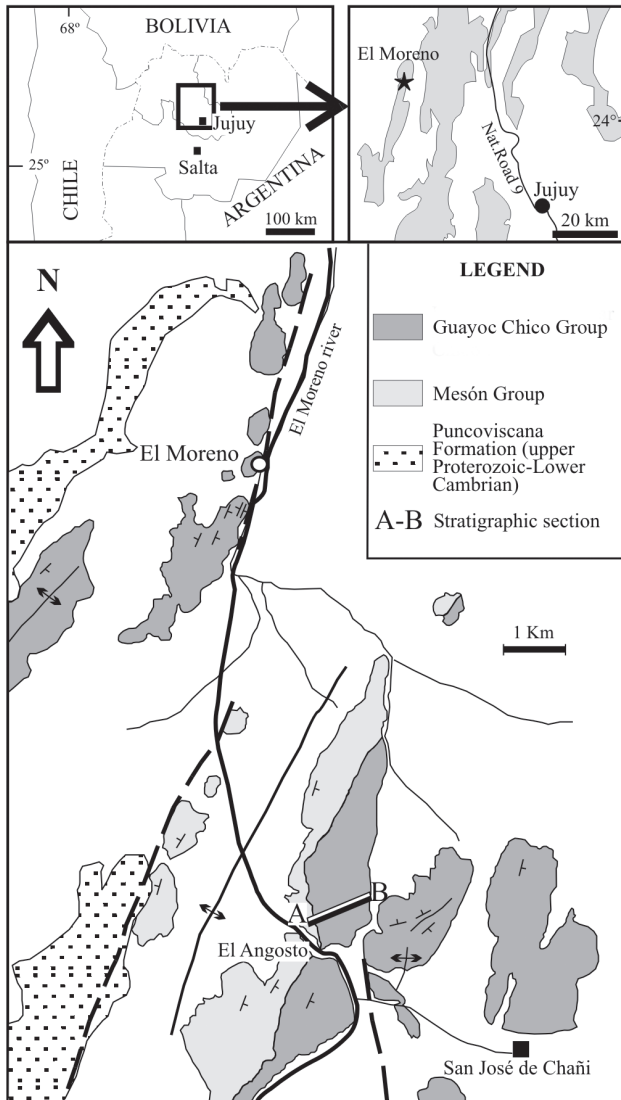 68º
BOLIVIA
Jujuy
Salta
25º
CHILE
ARGENTINA
100 km
El Moreno
24°
Nat.Road 9
Jujuy
20 km
N
El Moreno river
El Moreno
LEGEND
Guayoc Chico Group
Mesón Group
Puncoviscana
Formation (upper
Proterozoic-Lower
Cambrian)
A-B Stratigraphic section
1 Km
A
B
El Angosto
San José de Chañi